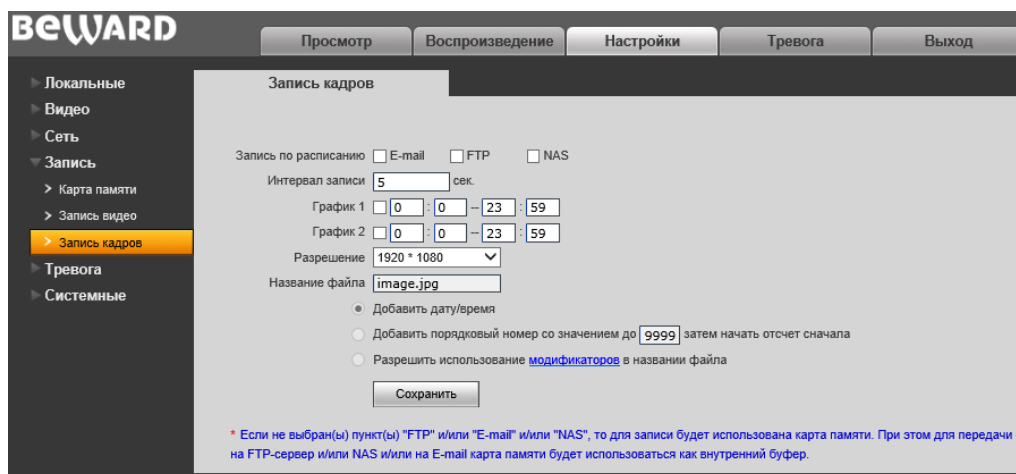 BEWARD
Просмотр Воспроизведение Настройки Тревога Выход
Локальные
Видео
Сеть
Запись
Карта памяти
Запись видео
Запись кадров
Тревога
Системные
Запись кадров
Запись по расписанию E-mail FTP NAS
Интервал записи 5 сек.
График 1 0 : 0 – 23 : 59
График 2 0 : 0 – 23 : 59
Разрешение 1920 * 1080
Название файла image.jpg
Добавить дату/время
Добавить порядковый номер со значением до 9999 затем начать отсчет сначала
Разрешить использование модификаторов в названии файла
Сохранить
* Если не выбран(ы) пункт(ы) "FTP" и/или "E-mail" и/или "NAS", то для записи будет использована карта памяти. При этом для передачи
на FTP-сервер и/или NAS и/или на E-mail карта памяти будет использоваться как внутренний буфер.